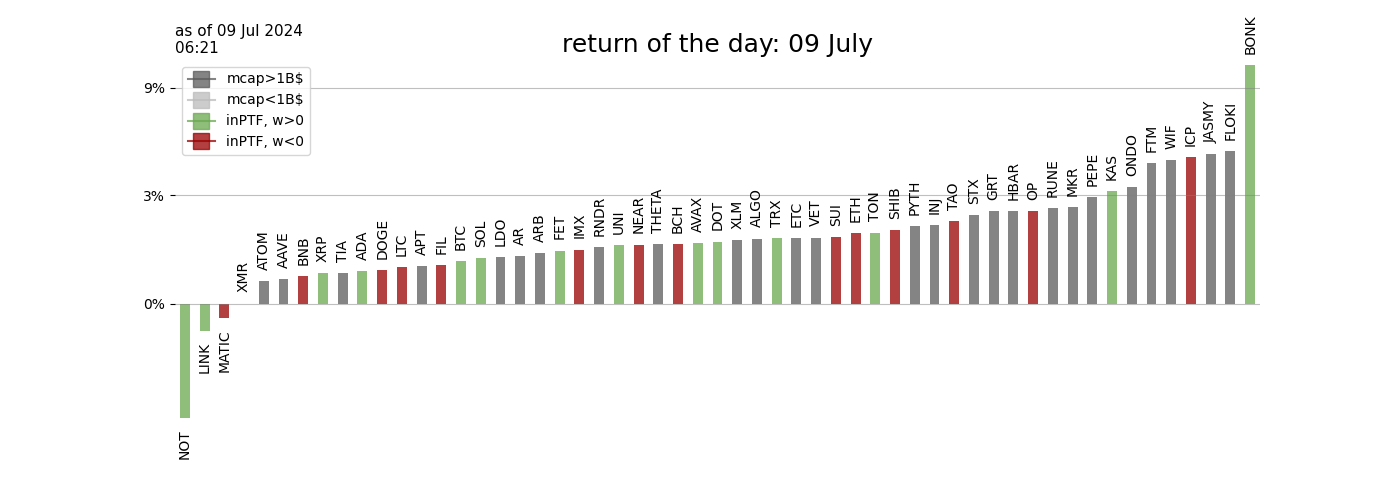 as of 09 Jul 2024
06:21
return of the day: 09 July
mcap>1B$
mcap<1B$
inPTF, w>0
inPTF, w<0
9%
3%
0%
NOT
LINK
MATIC
XMR
ATOM
AAVE
BNB
XRP
TIA
ADA
DOGE
LTC
APT
FIL
BTC
SOL
LDO
AR
ARB
FET
IMX
RNDR
UNI
NEAR
THETA
BCH
AVAX
DOT
XLM
ALGO
TRX
ETC
VET
SUI
ETH
TON
SHIB
PYTH
INJ
TAO
STX
GRT
HBAR
OP
RUNE
MKR
PEPE
KAS
ONDO
FTM
WIF
ICP
JASMY
FLOKI
BONK